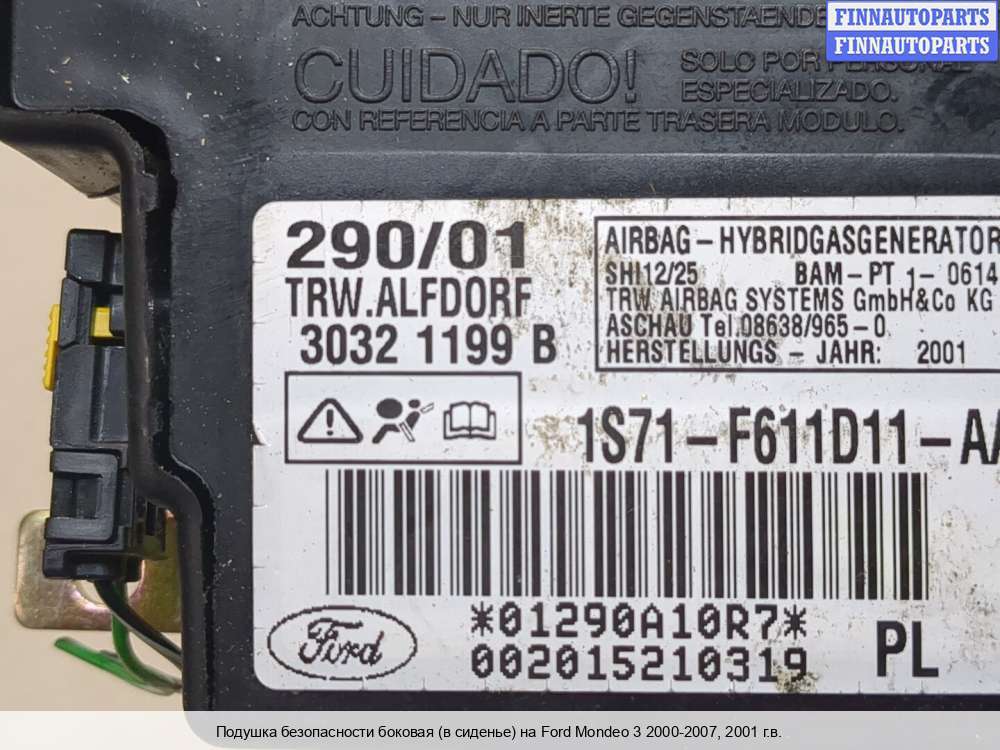 ACHTUNG – NUR INERTE GEGENSTAENDE
FINNAUTOPARTS
FINNAUTOPARTS
CUIDADO!
SOLO POR PERSONAL
ESPECIALIZADO.
CON REFERENCIA A PARTE TRASERA MODULO.
290/01
TRW.ALFDORF
3032 1199 B
AIRBAG – HYBRIDGASGENERATOR
SHI12/25 BAM – PT 1 – 0614
TRW AIRBAG SYSTEMS GmbH&Co KG
ASCHAU Tel.08638/965–0
HERSTELLUNGS – JAHR: 2001
1S71 – F611D11 – AA
*01290A10R7*
002015210319
PL
Ford
Подушка безопасности боковая (в сиденье) на Ford Mondeo 3 2000-2007, 2001 г.в.